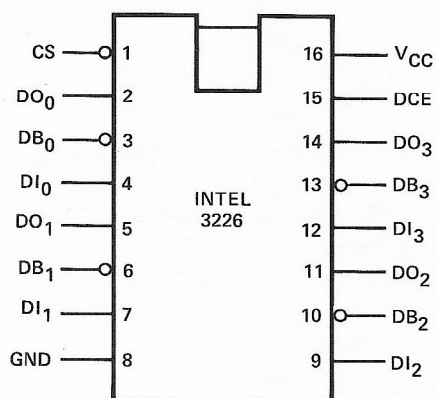 CS 1 16 VCC
DO0 2 15 DCE
DB0 3 14 DO3
DI0 4 13 DB3
INTEL
3226
DO1 5 12 DI3
DB1 6 11 DO2
DI1 7 10 DB2
GND 8 9 DI2